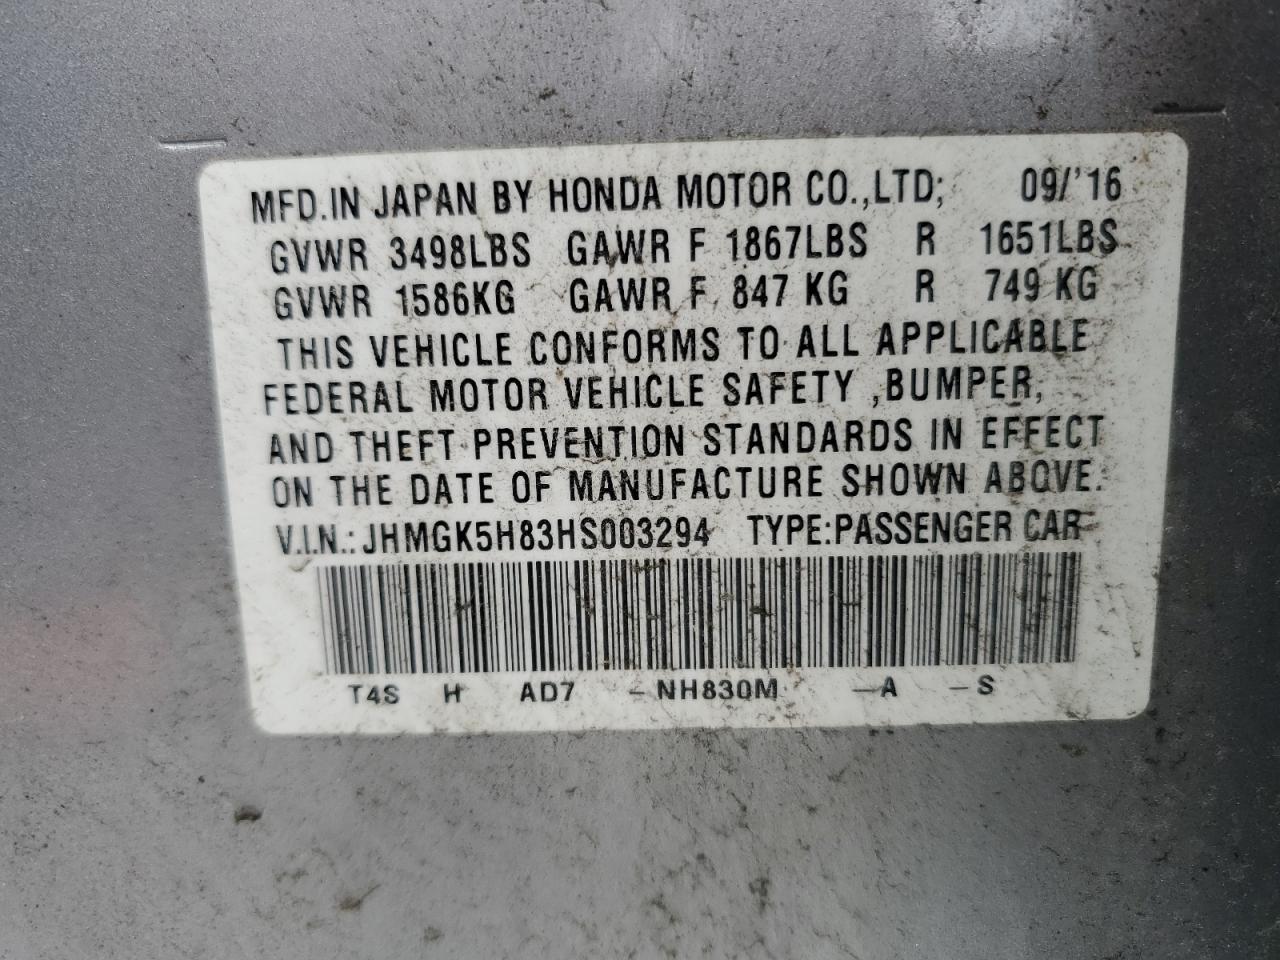 MFD.IN JAPAN BY HONDA MOTOR CO.,LTD; 09/'16
GVWR 3498LBS GAWR F 1867LBS R 1651LBS
GVWR 1586KG GAWR F 847 KG R 749 KG
THIS VEHICLE CONFORMS TO ALL APPLICABLE
FEDERAL MOTOR VEHICLE SAFETY ,BUMPER,
AND THEFT PREVENTION STANDARDS IN EFFECT
ON THE DATE OF MANUFACTURE SHOWN ABOVE.
V.I.N.: JHMGK5H83HS003294 TYPE:PASSENGER CAR
T4S H AD7 - NH830M -A -S